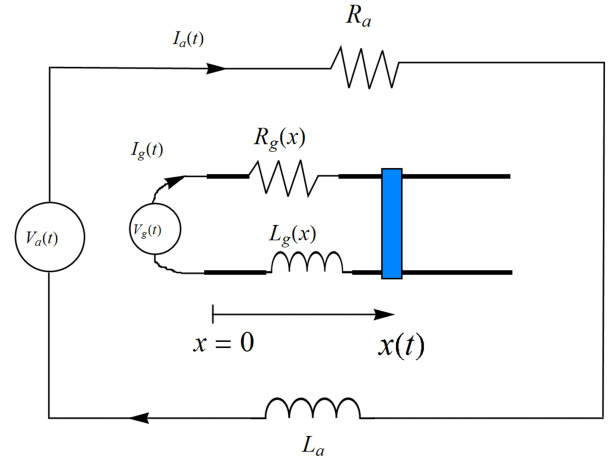 R_a
I_a(t)
R_g(x)
I_g(t)
V_a(t)
V_g(t)
L_g(x)
x = 0
x(t)
L_a